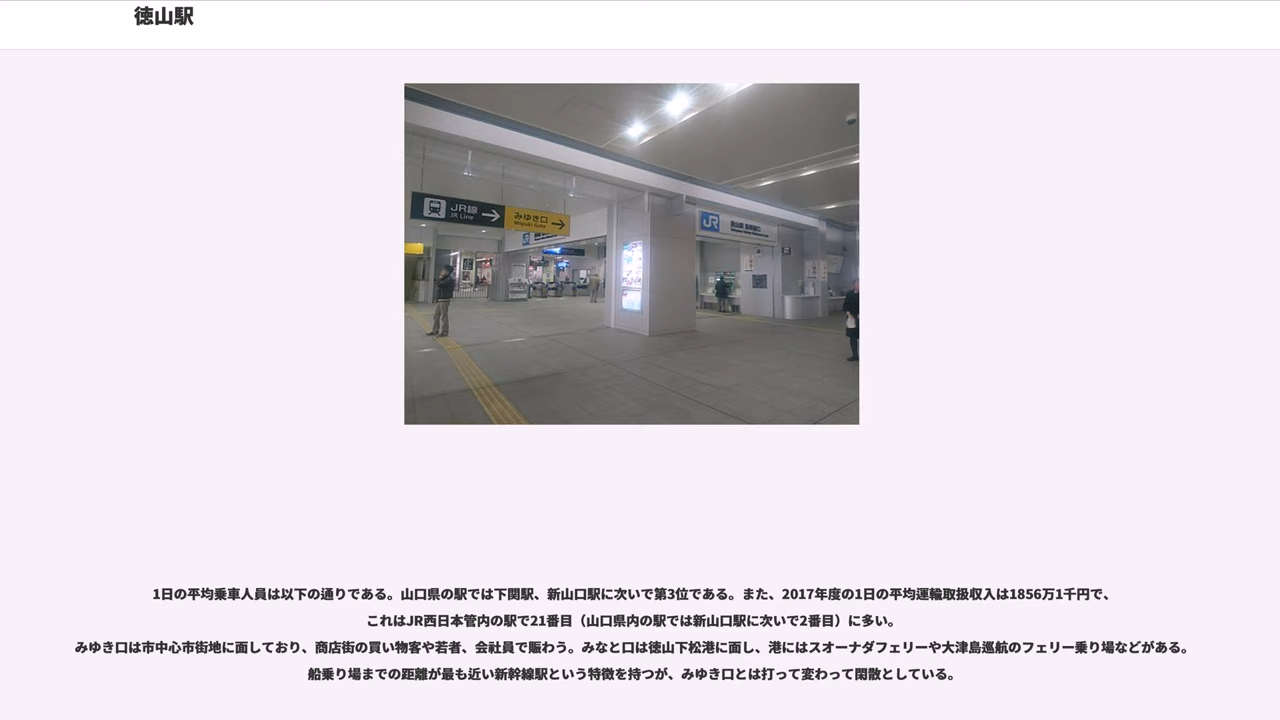 徳山駅
JR線
JR Line
みゆき口
Miyuki Gate
JR
1日の平均乗車人員は以下の通りである。山口県の駅では下関駅、新山口駅に次いで第3位である。また、2017年度の1日の平均運輸取扱収入は1856万1千円で、
これはJR西日本管内の駅で21番目（山口県内の駅では新山口駅に次いで2番目）に多い。
みゆき口は市中心市街地に面しており、商店街の買い物客や若者、会社員で賑わう。みなと口は徳山下松港に面し、港にはスオーナダフェリーや大津島巡航のフェリー乗り場などがある。
船乗り場までの距離が最も近い新幹線駅という特徴を持つが、みゆき口とは打って変わって閑散としている。